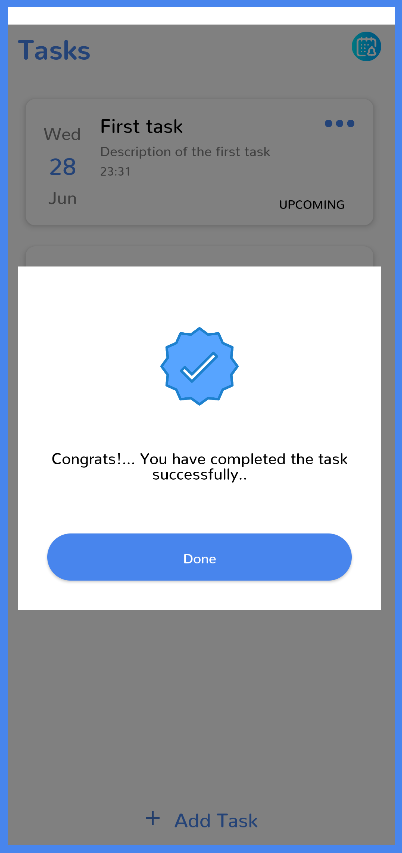 Tasks
Wed
28
Jun
First task
Description of the first task
23:31
UPCOMING
Congrats!... You have completed the task
successfully..
Done
+ Add Task